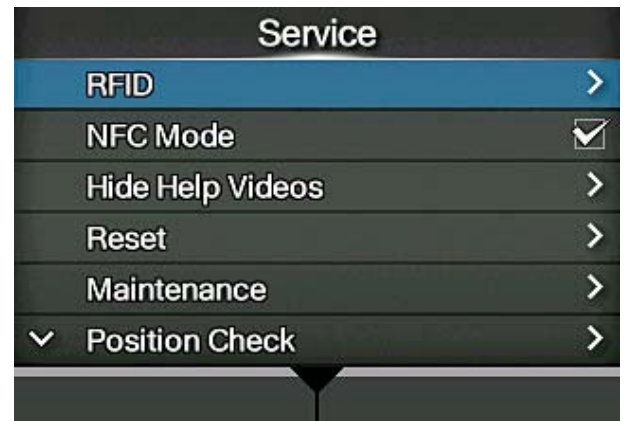 Service
RFID
NFC Mode
Hide Help Videos
Reset
Maintenance
Position Check